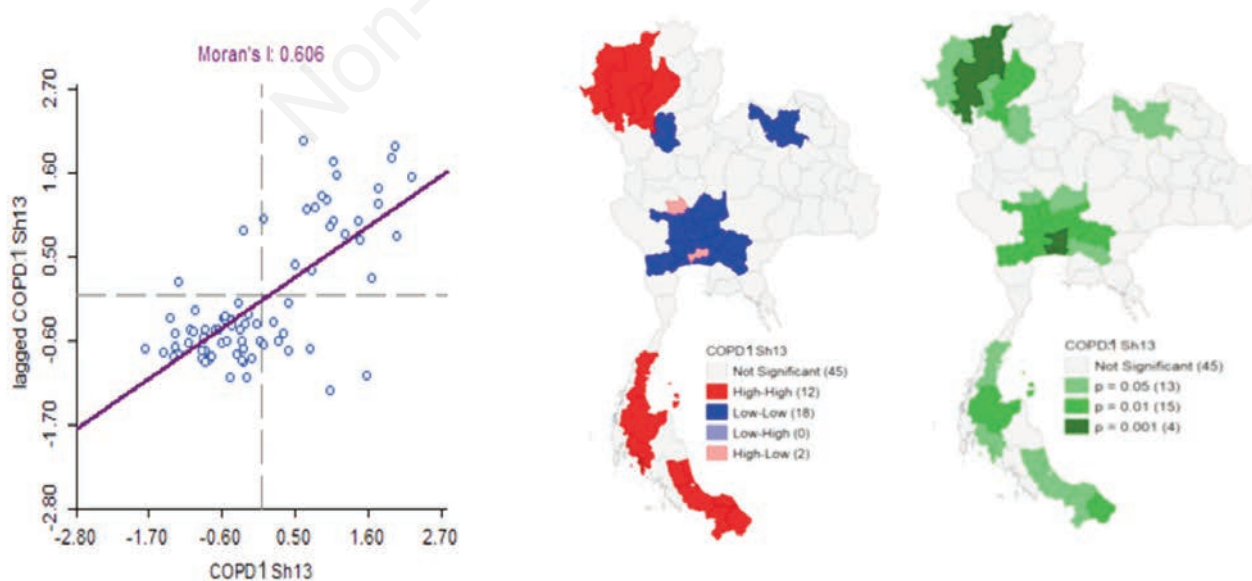 Non-
Moran's I: 0.606
lagged COPD1 Sh13
2.70
1.60
0.50
-0.60
-1.70
-2.80
-2.80 -1.70 -0.60 0.50 1.60 2.70
COPD1 Sh13
COPD1 Sh13
Not Significant (45)
High-High (12)
Low-Low (18)
Low-High (0)
High-Low (2)
COPD1 Sh13
Not Significant (45)
p = 0.05 (13)
p = 0.01 (15)
p = 0.001 (4)